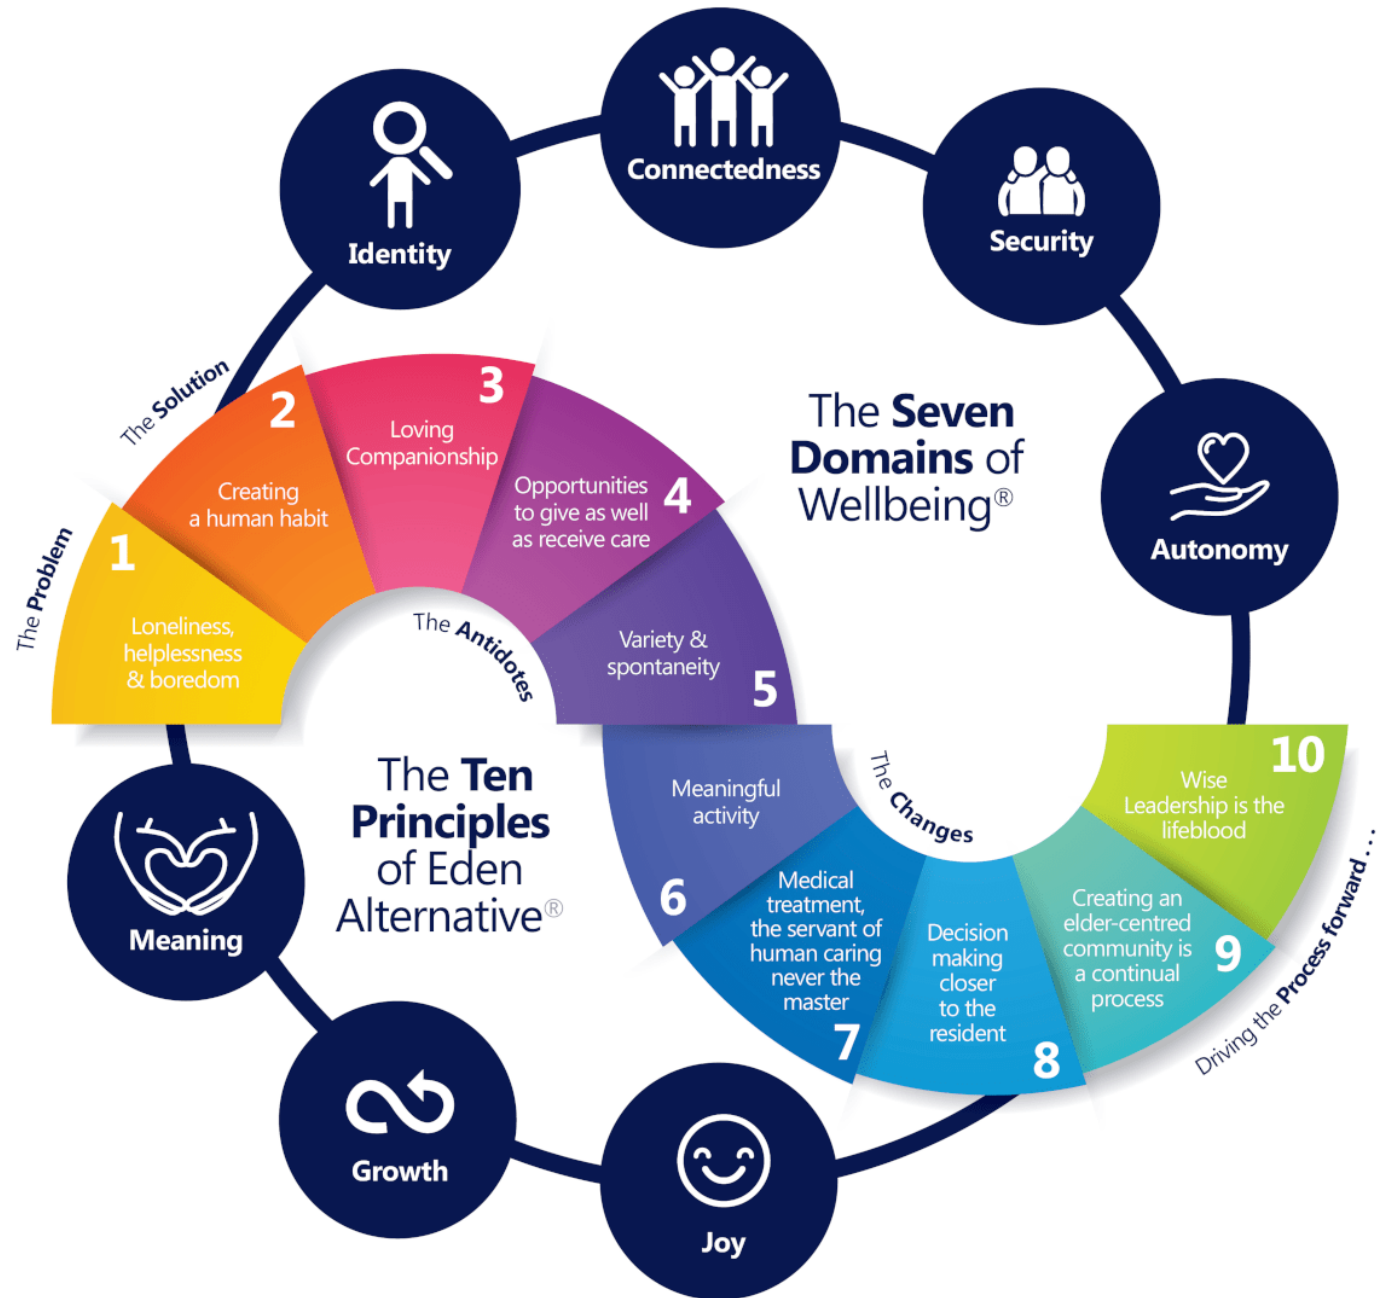 Connectedness
Identity
Security
The Solution
The Seven
Domains of
Wellbeing®
Autonomy
The Problem
1
Loneliness,
helplessness
& boredom
2
Creating
a human habit
3
Loving
Companionship
4
Opportunities
to give as well
as receive care
The Antidotes
Variety &
spontaneity
5
The Ten
Principles
of Eden
Alternative®
Meaningful
activity
6
The Changes
Medical
treatment,
the servant of
human caring
never the
master
7
Decision
making
closer
to the
resident
8
Creating an
elder-centred
community is
a continual
process
9
10
Wise
Leadership is the
lifeblood
Driving the Process forward...
Meaning
Growth
Joy